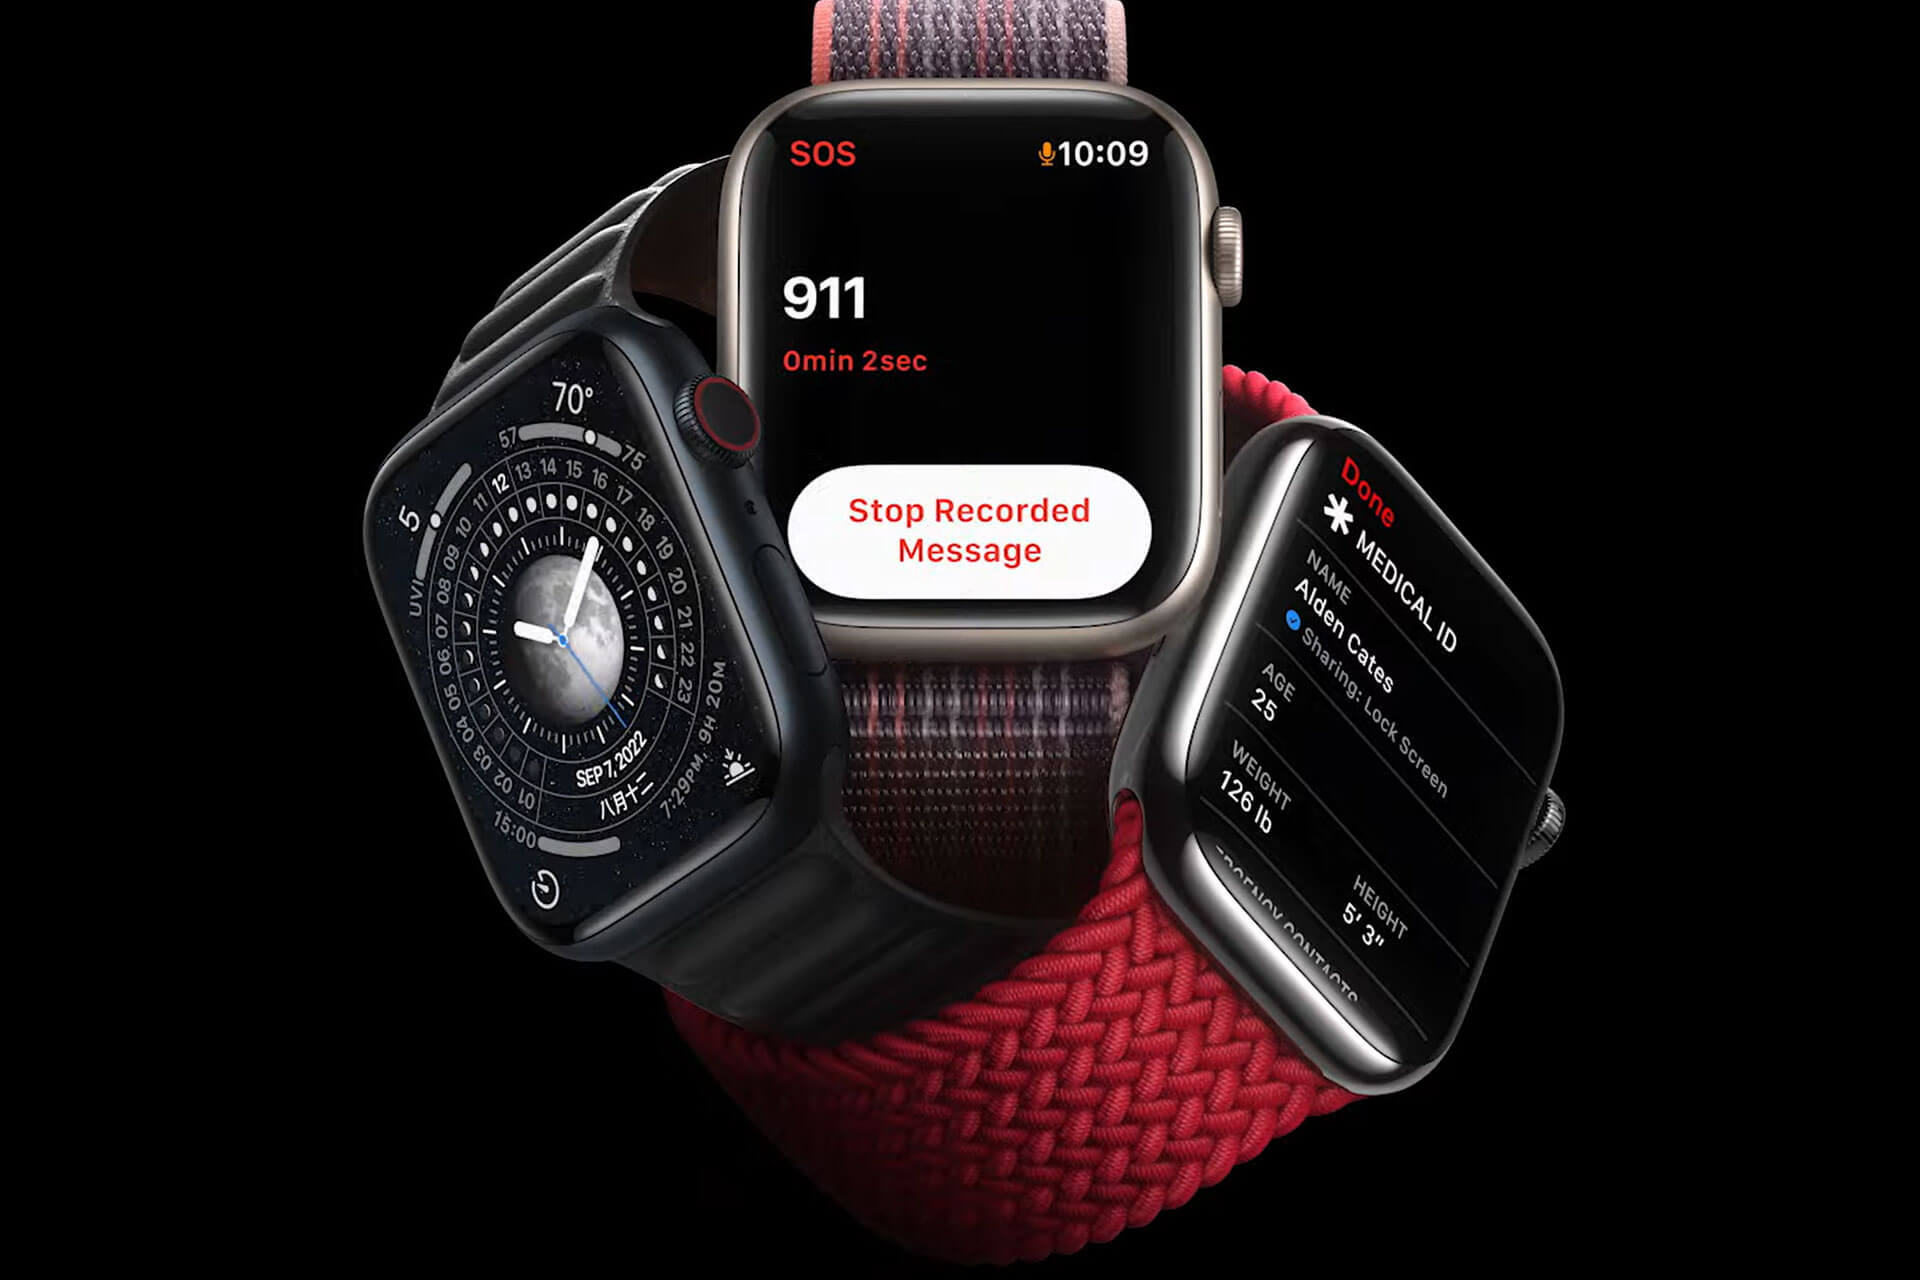 SOS
10:09
911
0min 2sec
Stop Recorded
Message
70°
57
75
5
UVI
01 02 03 04 05 06 07 08 09 10 11 12 13 14 15 16 17 18 19 20 21 22 23
SEP 7, 2022
八月十二
7:29PM, 9H 20M
15:00
Done
MEDICAL ID
NAME
Alden Cates
Sharing: Lock Screen
AGE
25
WEIGHT
126 lb
HEIGHT
5' 3"
CONTACTS